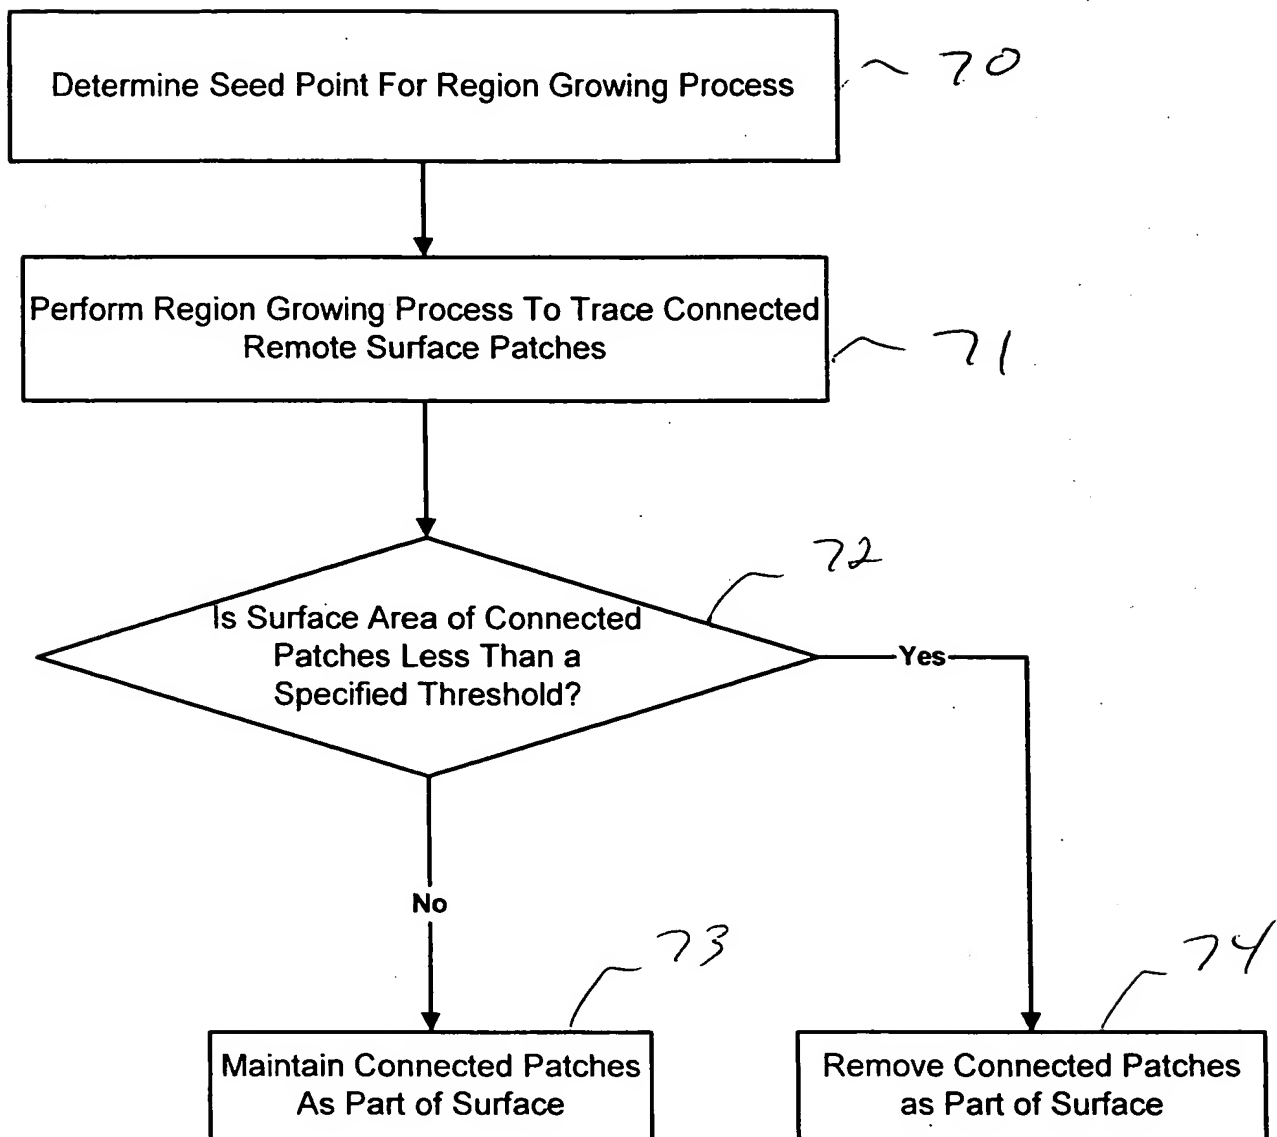 Determine Seed Point For Region Growing Process
70
Perform Region Growing Process To Trace Connected
Remote Surface Patches
71
72
Is Surface Area of Connected
Patches Less Than a
Specified Threshold?
Yes
No
73
74
Maintain Connected Patches
As Part of Surface
Remove Connected Patches
as Part of Surface